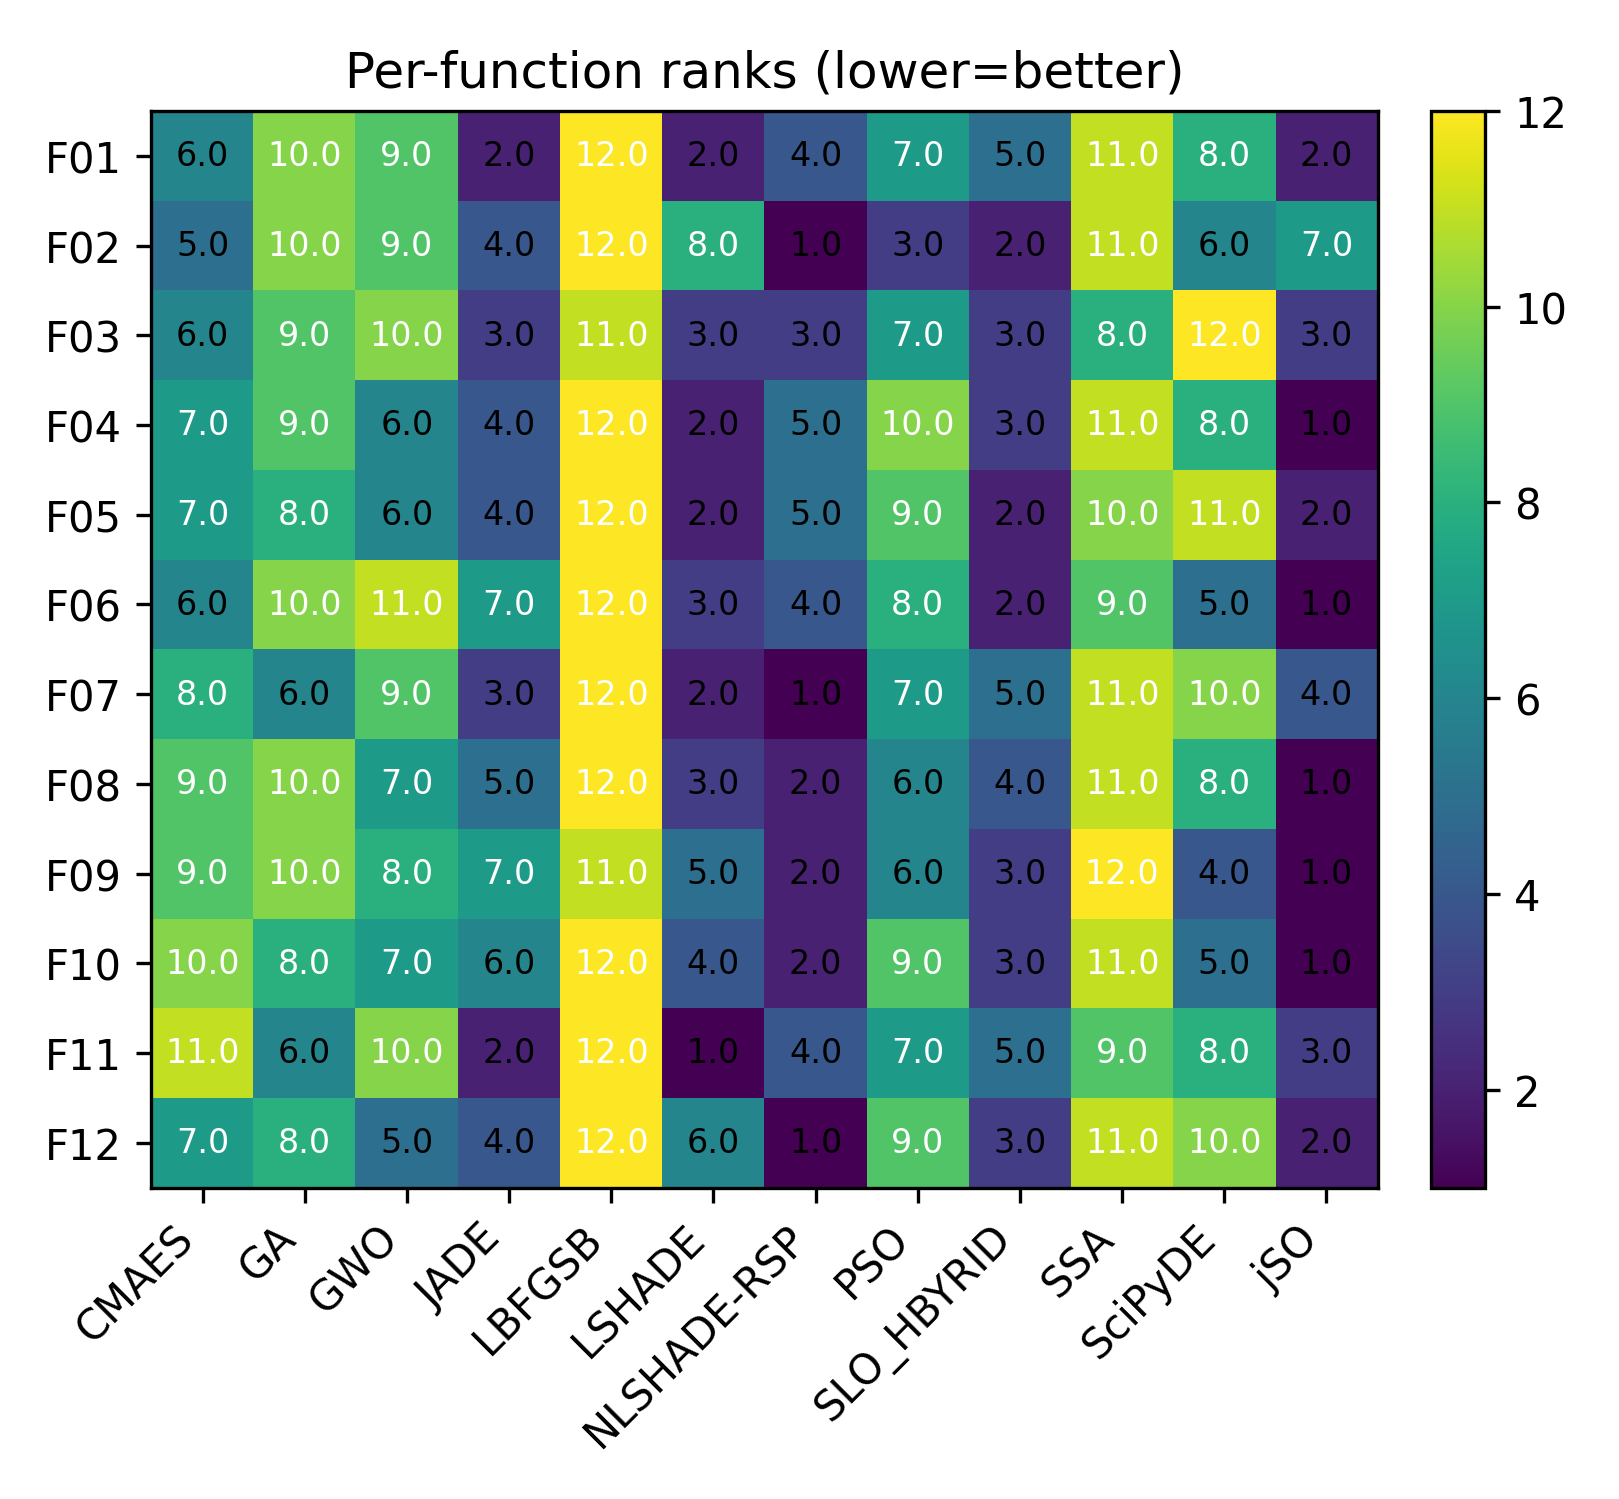 Per-function ranks (lower=better)
F01 6.0 10.0 9.0 2.0 12.0 2.0 4.0 7.0 5.0 11.0 8.0 2.0
F02 5.0 10.0 9.0 4.0 12.0 8.0 1.0 3.0 2.0 11.0 6.0 7.0
F03 6.0 9.0 10.0 3.0 11.0 3.0 3.0 7.0 3.0 8.0 12.0 3.0
F04 7.0 9.0 6.0 4.0 12.0 2.0 5.0 10.0 3.0 11.0 8.0 1.0
F05 7.0 8.0 6.0 4.0 12.0 2.0 5.0 9.0 2.0 10.0 11.0 2.0
F06 6.0 10.0 11.0 7.0 12.0 3.0 4.0 8.0 2.0 9.0 5.0 1.0
F07 8.0 6.0 9.0 3.0 12.0 2.0 1.0 7.0 5.0 11.0 10.0 4.0
F08 9.0 10.0 7.0 5.0 12.0 3.0 2.0 6.0 4.0 11.0 8.0 1.0
F09 9.0 10.0 8.0 7.0 11.0 5.0 2.0 6.0 3.0 12.0 4.0 1.0
F10 10.0 8.0 7.0 6.0 12.0 4.0 2.0 9.0 3.0 11.0 5.0 1.0
F11 11.0 6.0 10.0 2.0 12.0 1.0 4.0 7.0 5.0 9.0 8.0 3.0
F12 7.0 8.0 5.0 4.0 12.0 6.0 1.0 9.0 3.0 11.0 10.0 2.0
CMAES
GA
GWO
JADE
LBFGSB
LSHADE
NLSHADE-RSP
PSO
SLO_HBYRID
SSA
SciPyDE
jSO
12
10
8
6
4
2